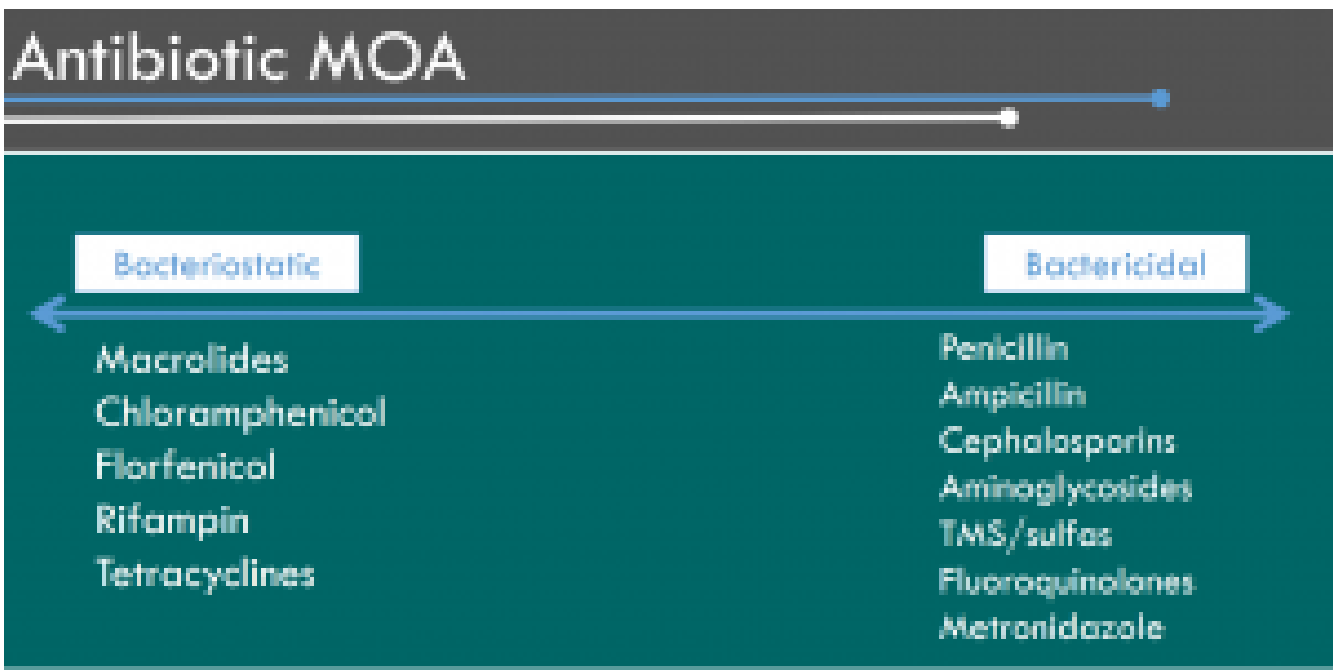 Antibiotic MOA
Bacteriostatic
Bactericidal
Macrolides
Chloramphenicol
Florfenicol
Rifampin
Tetracyclines
Penicillin
Ampicillin
Cephalosporins
Aminoglycosides
TMS/sulfas
Fluoroquinolones
Metronidazole